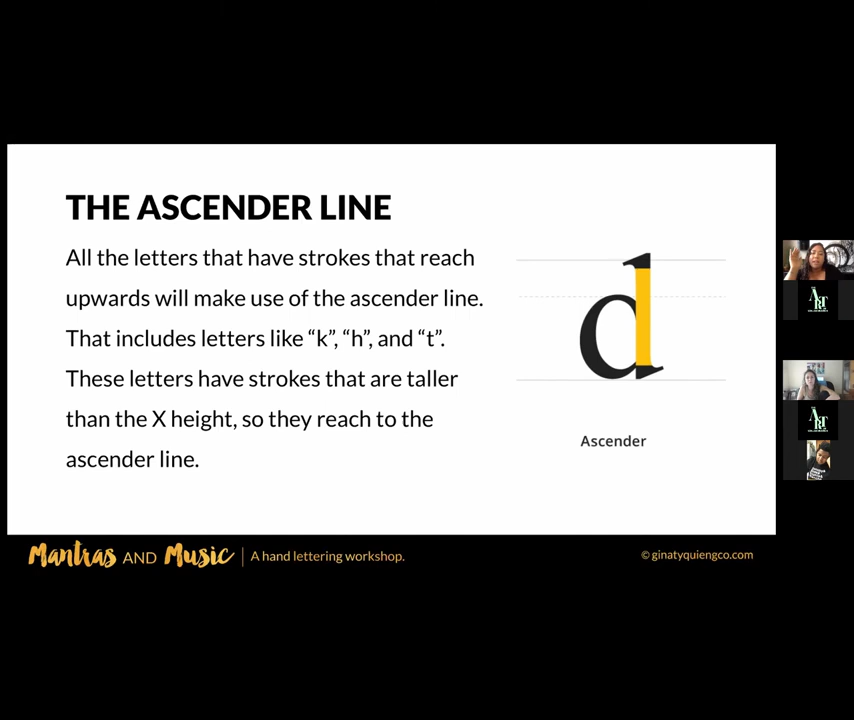 THE ASCENDER LINE
All the letters that have strokes that reach
upwards will make use of the ascender line.
That includes letters like “k”, “h”, and “t”.
These letters have strokes that are taller
than the X height, so they reach to the
ascender line.
d
Ascender
Mantras AND Music | A hand lettering workshop.
© ginatyquiengco.com
ART
ART